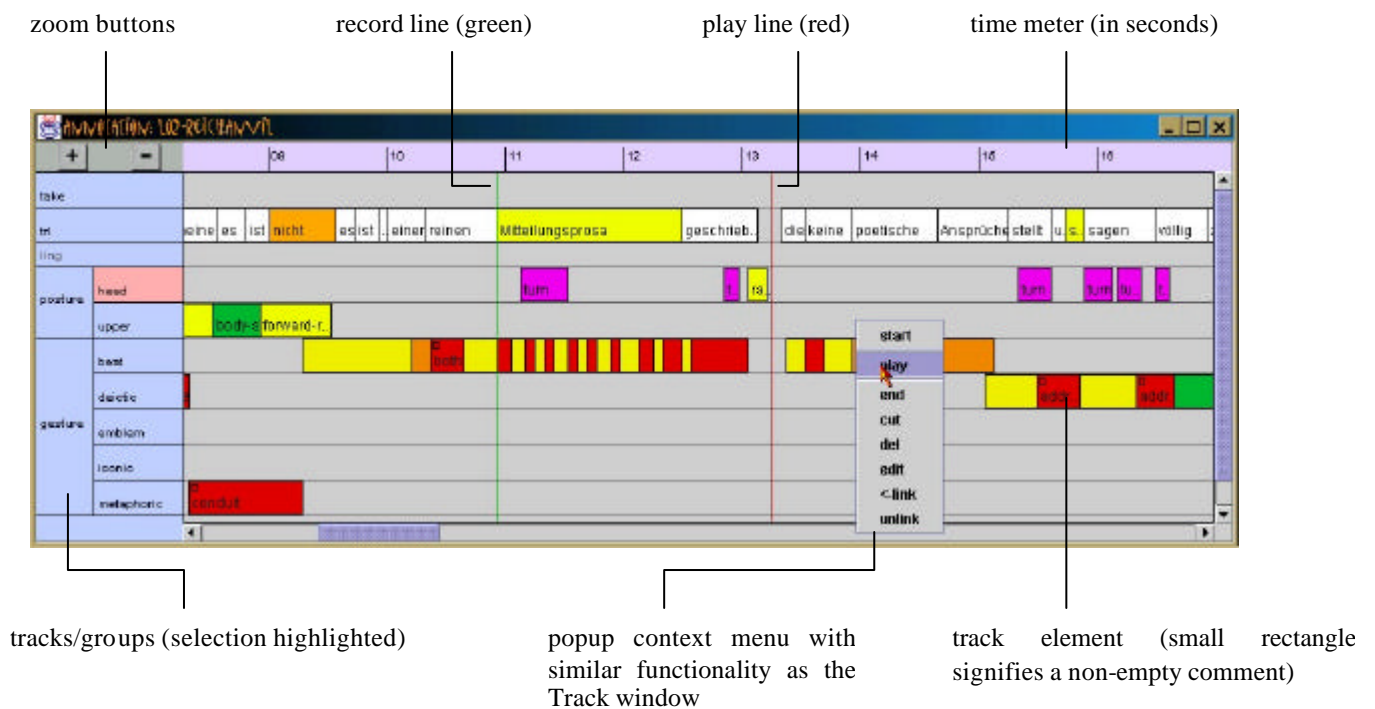 zoom buttons
record line (green)
play line (red)
time meter (in seconds)
+ -
09 10 11 12 13 14 15 16
take
trl
eine es ist nicht es ist .. einer reinen Mitteilungsprosa geschrieb.. die keine poetische Ansprüche stellt u. s.. sagen völlig
ling
posture
head
turn t.. ra.. turn turn tu.. t..
upper
body-s forward-r..
gesture
beat
both
deictic
addr.. addr
emblem
iconic
metaphoric
conduit
start
play
end
cut
del
edit
<-link
unlink
tracks/groups (selection highlighted)
popup context menu with
similar functionality as the
Track window
track element (small rectangle
signifies a non-empty comment)